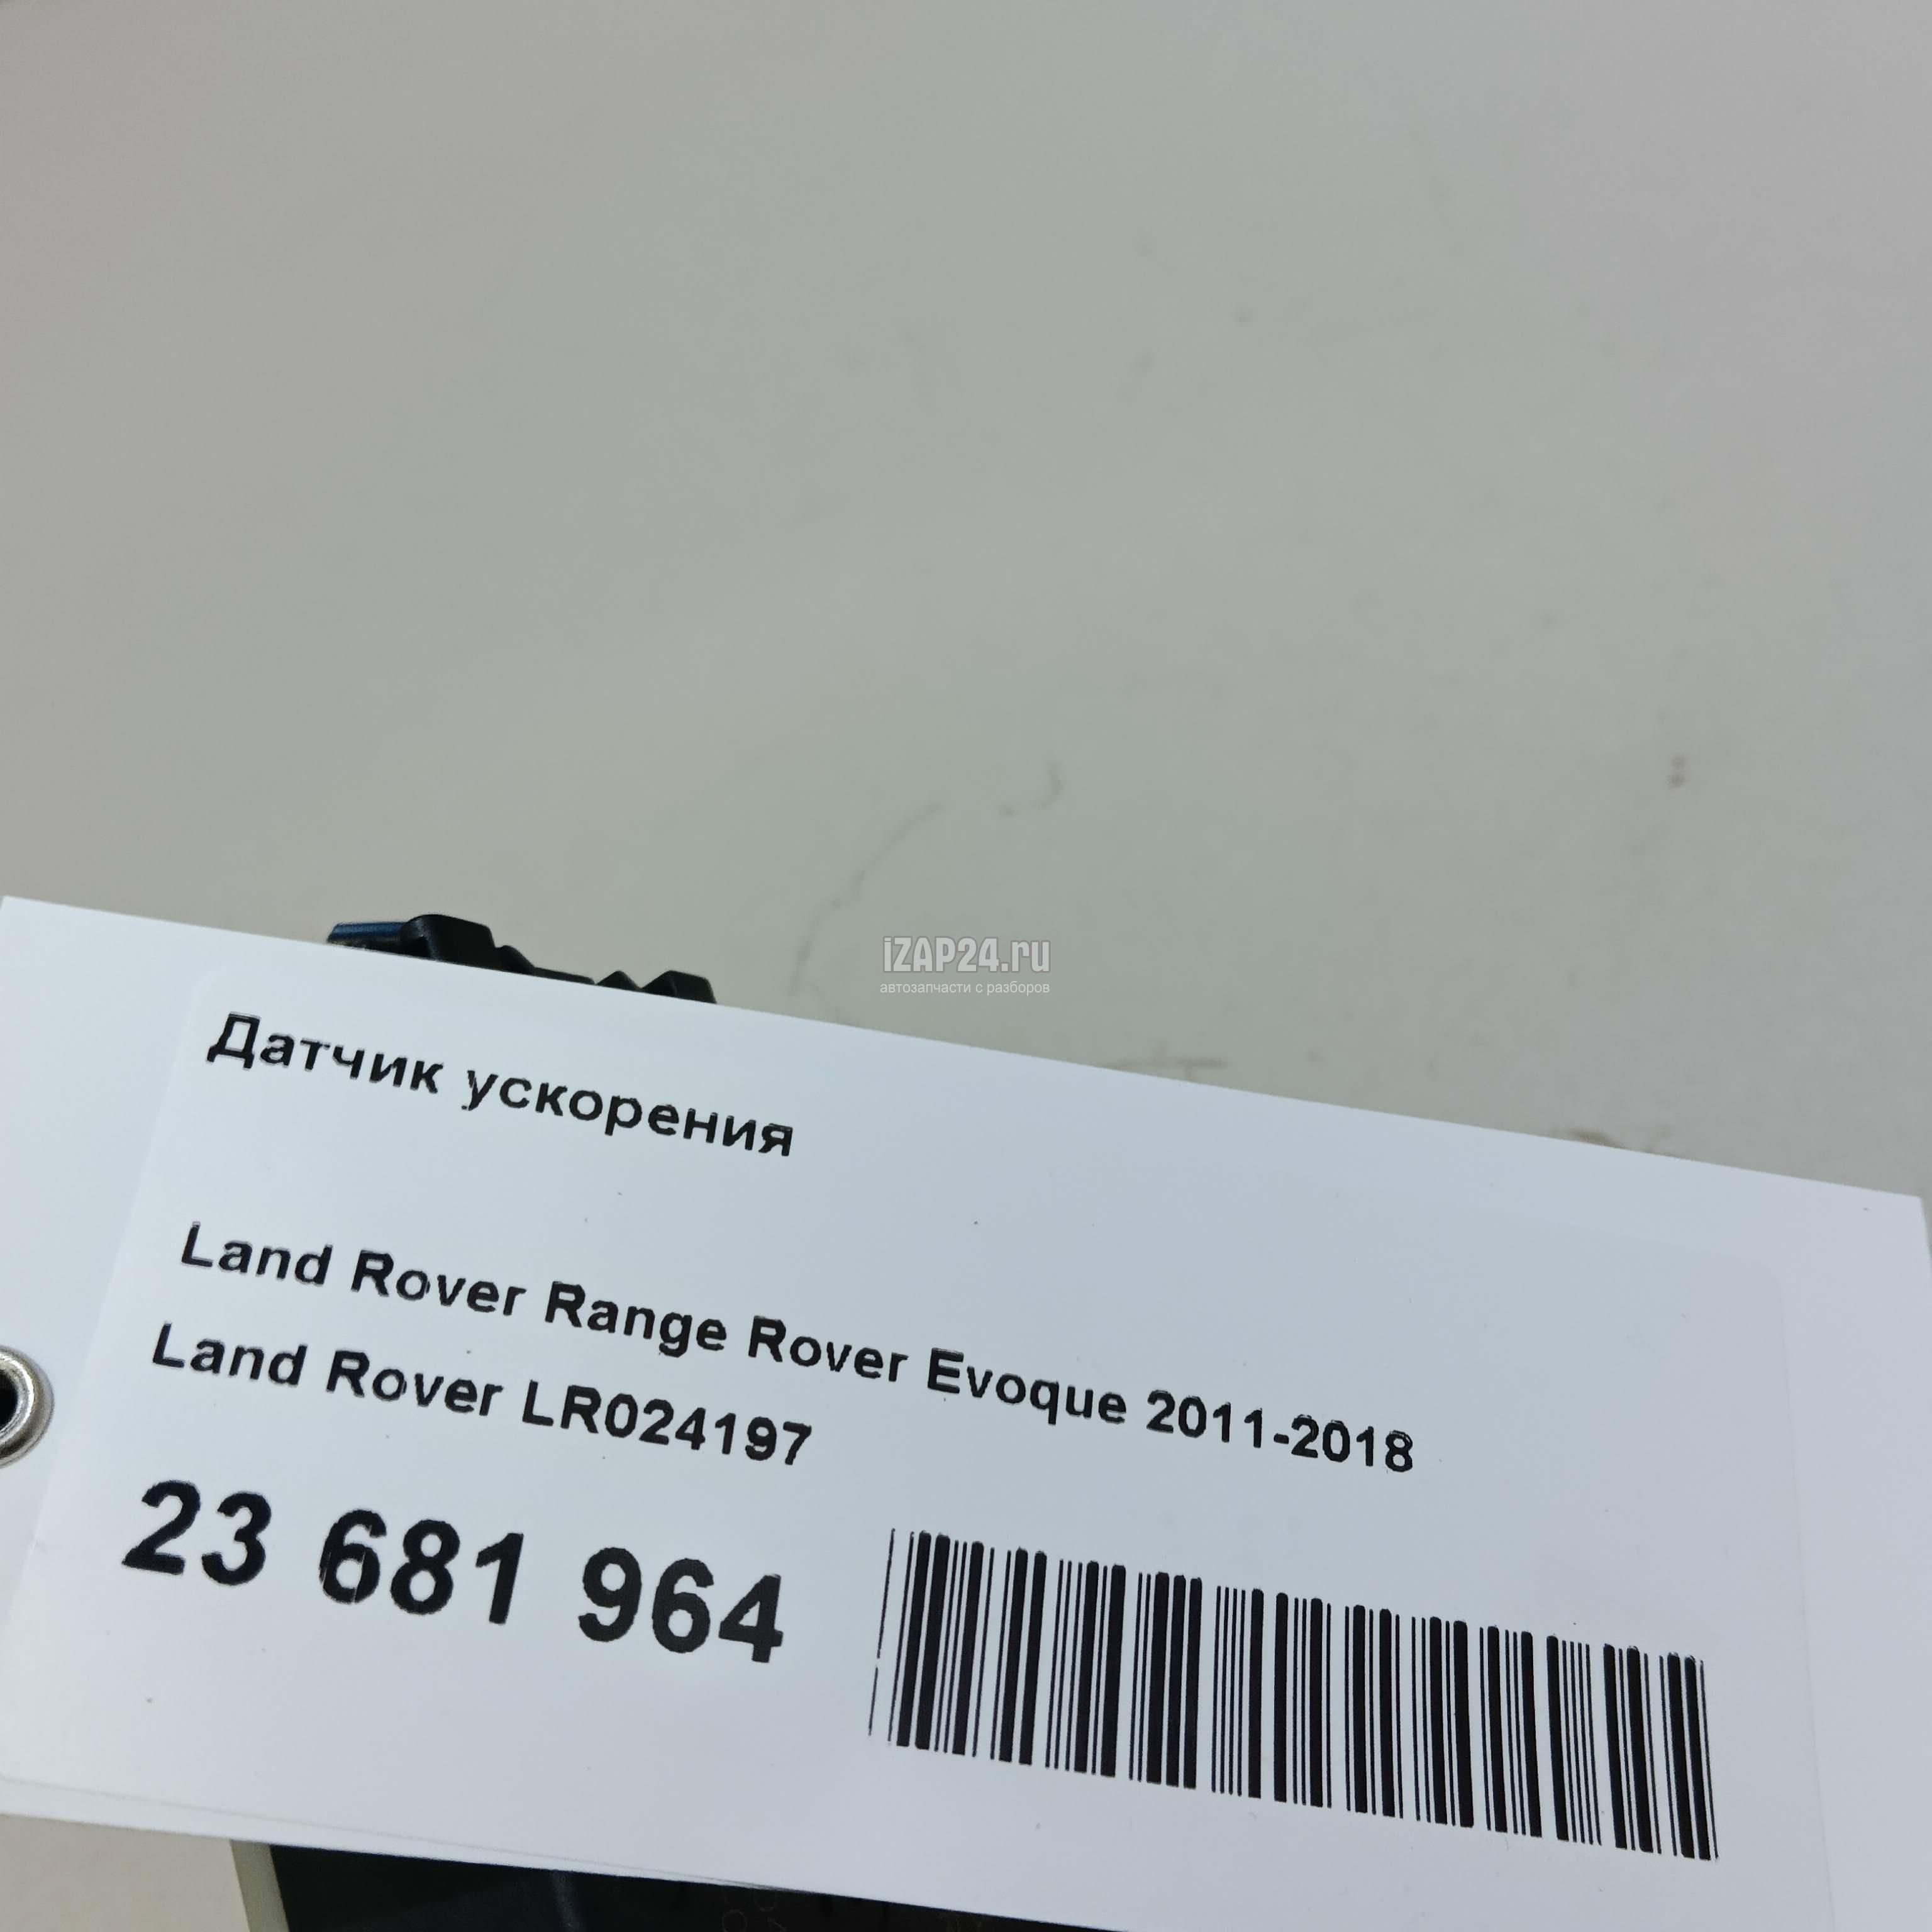 iZAP24.ru
автозапчасти с разборов
Датчик ускорения
Land Rover Range Rover Evoque 2011-2018
Land Rover LR024197
23 681 964